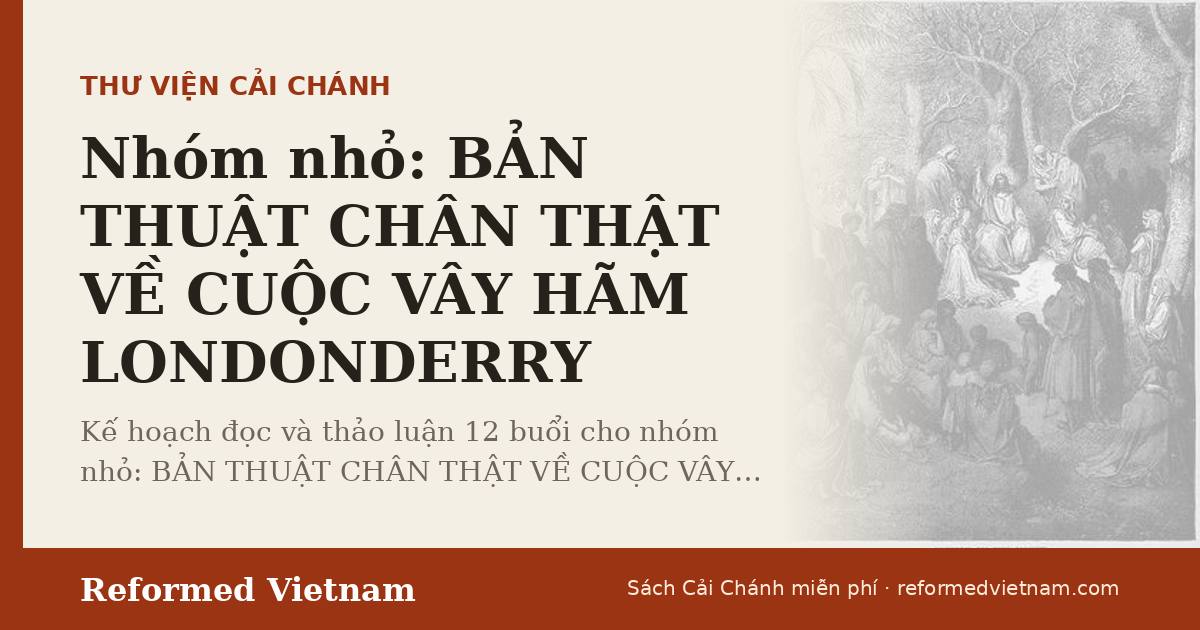 THƯ VIỆN CẢI CHÁNH
Nhóm nhỏ: BẢN
THUẬT CHÂN THẬT
VỀ CUỘC VÂY HÃM
LONDONDERRY
Kế hoạch đọc và thảo luận 12 buổi cho nhóm
nhỏ: BẢN THUẬT CHÂN THẬT VỀ CUỘC VÂY…
Reformed Vietnam
Sách Cải Chánh miễn phí · reformedvietnam.com